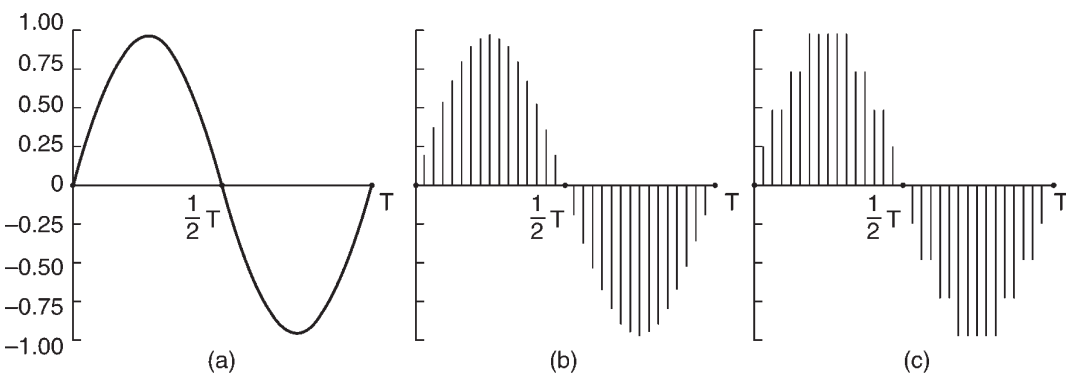 1.00
0.75
0.50
0.25
0
–0.25
–0.50
–0.75
–1.00
1/2 T
T
(a)
1/2 T
T
(b)
1/2 T
T
(c)